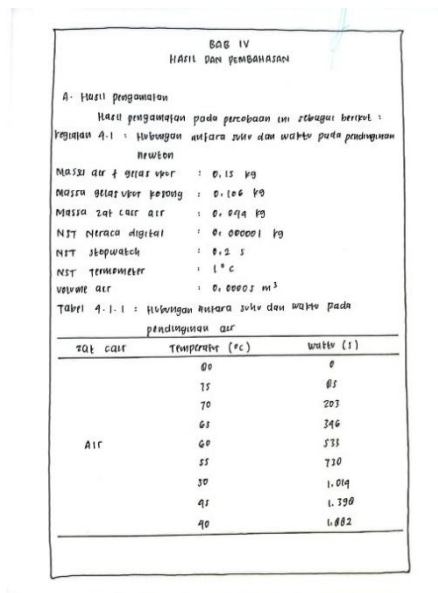 BAB IV
HASIL DAN PEMBAHASAN
A. Hasil pengamatan
Hasil pengamatan pada percobaan ini sebagai berikut :
Kegiatan 4.1 : Hubungan antara suhu dan waktu pada pendinginan
newton
Massa air + gelas ukur : 0.15 kg
Massa gelas ukur kosong : 0.106 kg
Massa zat cair air : 0.044 kg
NST Neraca digital : 0.000001 kg
NST stopwatch : 0.2 s
NST Termometer : 1°C
Volume air : 0.00005 m³
Tabel 4.1.1 : Hubungan antara suhu dan waktu pada
pendinginan air
zat cair Temperatur (°C) waktu (s)
80 0
75 85
70 203
65 346
Air 60 533
55 730
50 1.014
45 1.398
40 1.882